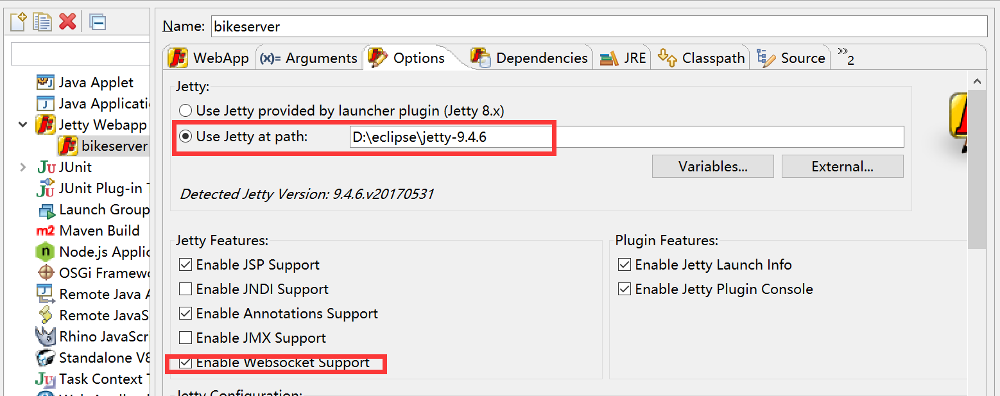 Name: bikeserver
WebApp (x)= Arguments Options Dependencies JRE Classpath Source »2
Java Applet
Java Applicati
Jetty Webapp
bikeserver
JUnit
JUnit Plug-in T
Launch Group
Maven Build
Node.js Applic
OSGi Framewo
Remote Java A
Remote JavaS
Rhino JavaScri
Standalone V8
Task Context T
Jetty:
Use Jetty provided by launcher plugin (Jetty 8.x)
Use Jetty at path: D:\eclipse\jetty-9.4.6
Variables... External...
Detected Jetty Version: 9.4.6.v20170531
Jetty Features:
Enable JSP Support
Enable JNDI Support
Enable Annotations Support
Enable JMX Support
Enable Websocket Support
Plugin Features:
Enable Jetty Launch Info
Enable Jetty Plugin Console
Jetty Configuration: